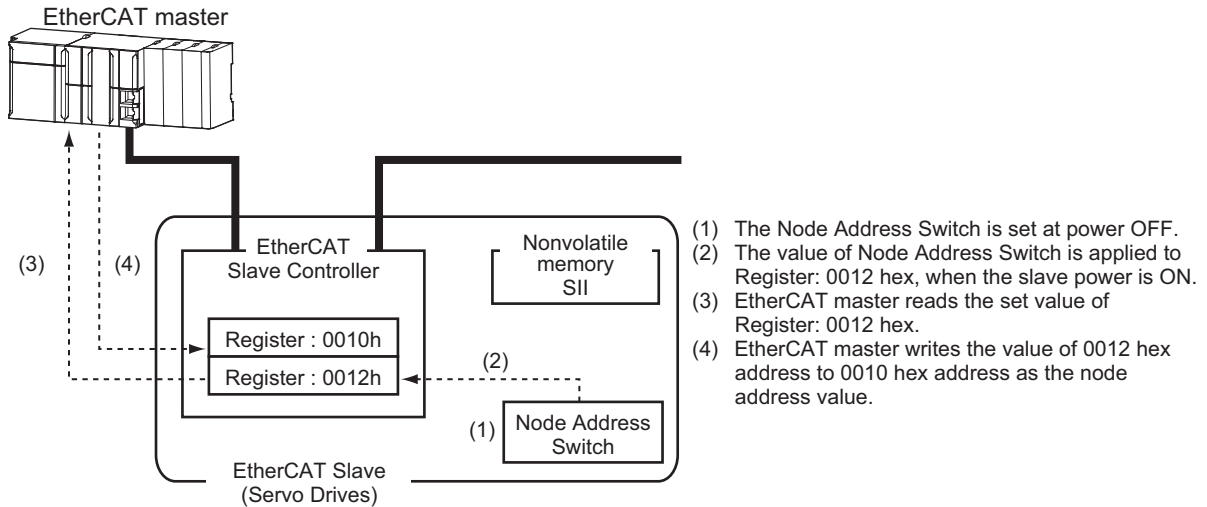 EtherCAT master
(3)
(4)
EtherCAT
Slave Controller
Register : 0010h
Register : 0012h
(2)
Nonvolatile
memory
SII
(1)
Node Address
Switch
EtherCAT Slave
(Servo Drives)
(1) The Node Address Switch is set at power OFF.
(2) The value of Node Address Switch is applied to
Register: 0012 hex, when the slave power is ON.
(3) EtherCAT master reads the set value of
Register: 0012 hex.
(4) EtherCAT master writes the value of 0012 hex
address to 0010 hex address as the node
address value.